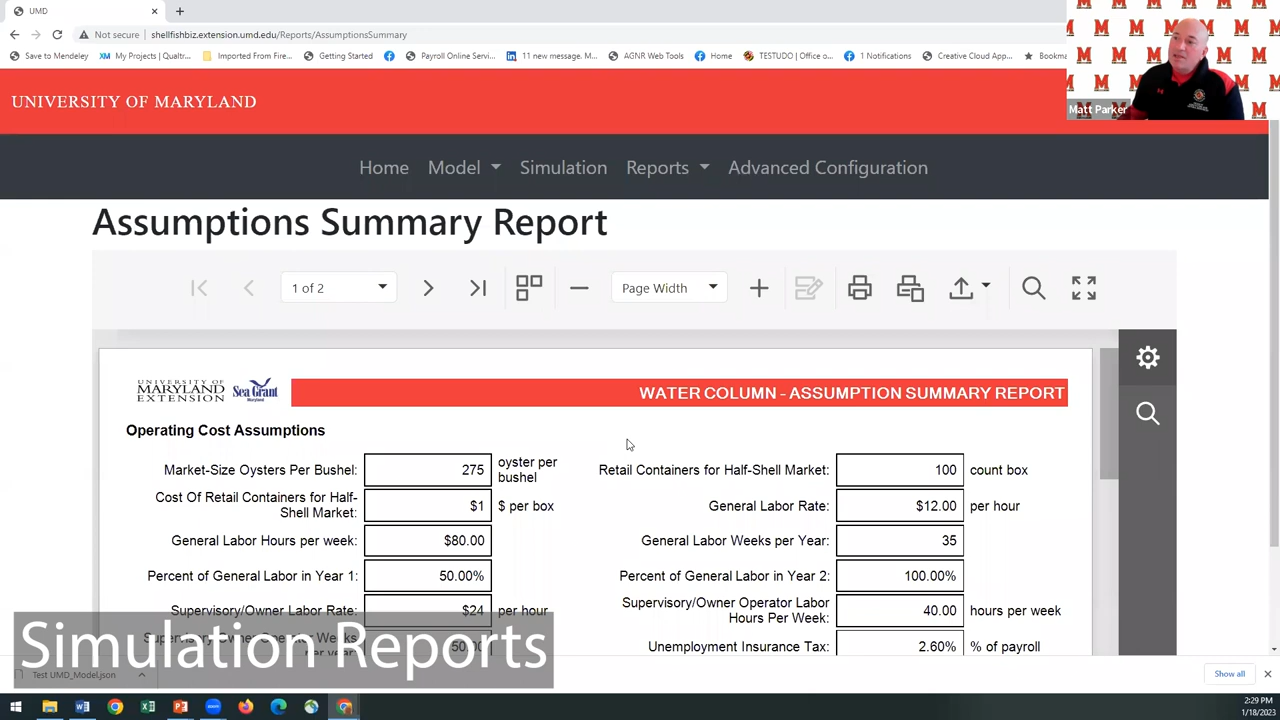 UMD
Not secure
shellfishbiz.extension.umd.edu/Reports/AssumptionsSummary
Save to Mendeley
My Projects | Qualtr...
Imported From Fire...
Getting Started
Payroll Online Servi...
11 new message. M...
AGNR Web Tools
Home
TESTUDO | Office o...
1 Notifications
Creative Cloud App...
Bookma
Matt Parker
UNIVERSITY OF MARYLAND
Home
Model
Simulation
Reports
Advanced Configuration
Assumptions Summary Report
1 of 2
Page Width
UNIVERSITY OF
MARYLAND
EXTENSION
Sea Grant
Maryland
WATER COLUMN - ASSUMPTION SUMMARY REPORT
Operating Cost Assumptions
Market-Size Oysters Per Bushel: 275 oyster per bushel
Retail Containers for Half-Shell Market: 100 count box
Cost Of Retail Containers for Half-
Shell Market: $1 $ per box
General Labor Rate: $12.00 per hour
General Labor Hours per week: $80.00
General Labor Weeks per Year: 35
Percent of General Labor in Year 1: 50.00%
Percent of General Labor in Year 2: 100.00%
Supervisory/Owner Labor Rate: $24 per hour
Supervisory/Owner Operator Labor
Hours Per Week: 40.00 hours per week
Unemployment Insurance Tax: 2.60% % of payroll
Simulation Reports
Test UMD_Model.json
Show all
2:29 PM
1/18/2023